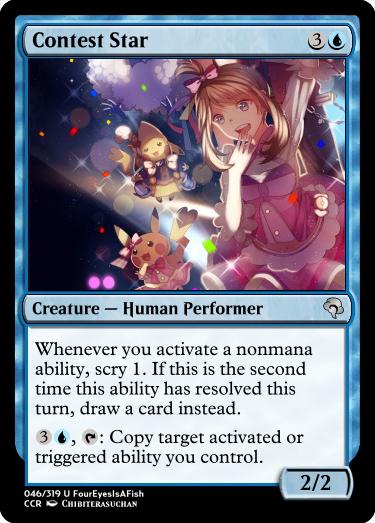 Contest Star 3
Creature — Human Performer
Whenever you activate a nonmana
ability, scry 1. If this is the second
time this ability has resolved this
turn, draw a card instead.
3 , : Copy target activated or
triggered ability you control.
2/2
046/319 U FourEyesIsAFish
CCR Chibiterasuchan